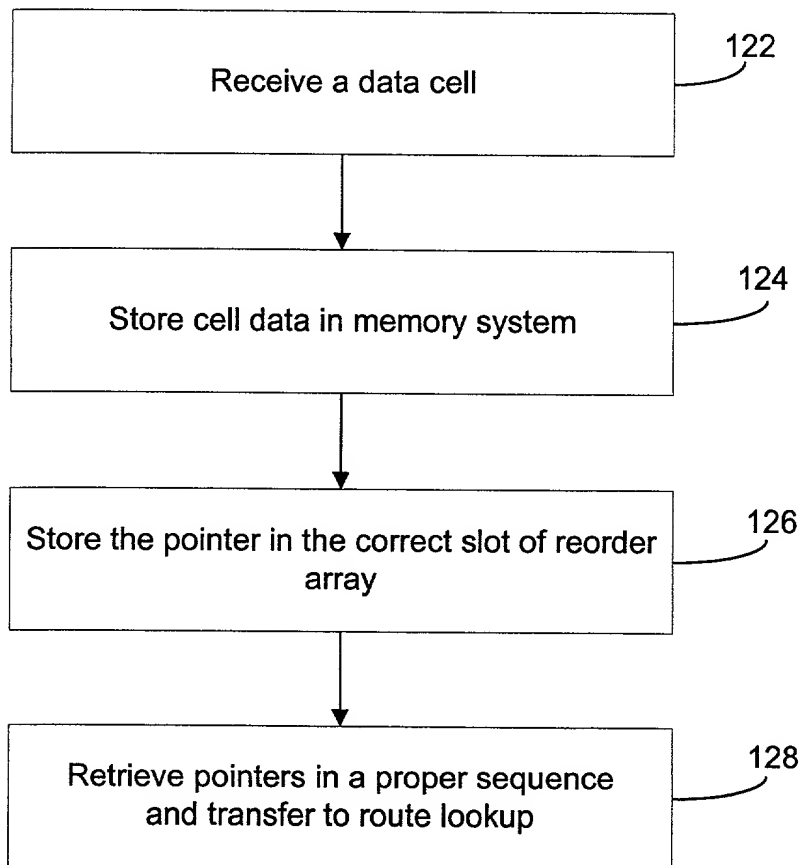 Receive a data cell
122
Store cell data in memory system
124
Store the pointer in the correct slot of reorder
array
126
Retrieve pointers in a proper sequence
and transfer to route lookup
128